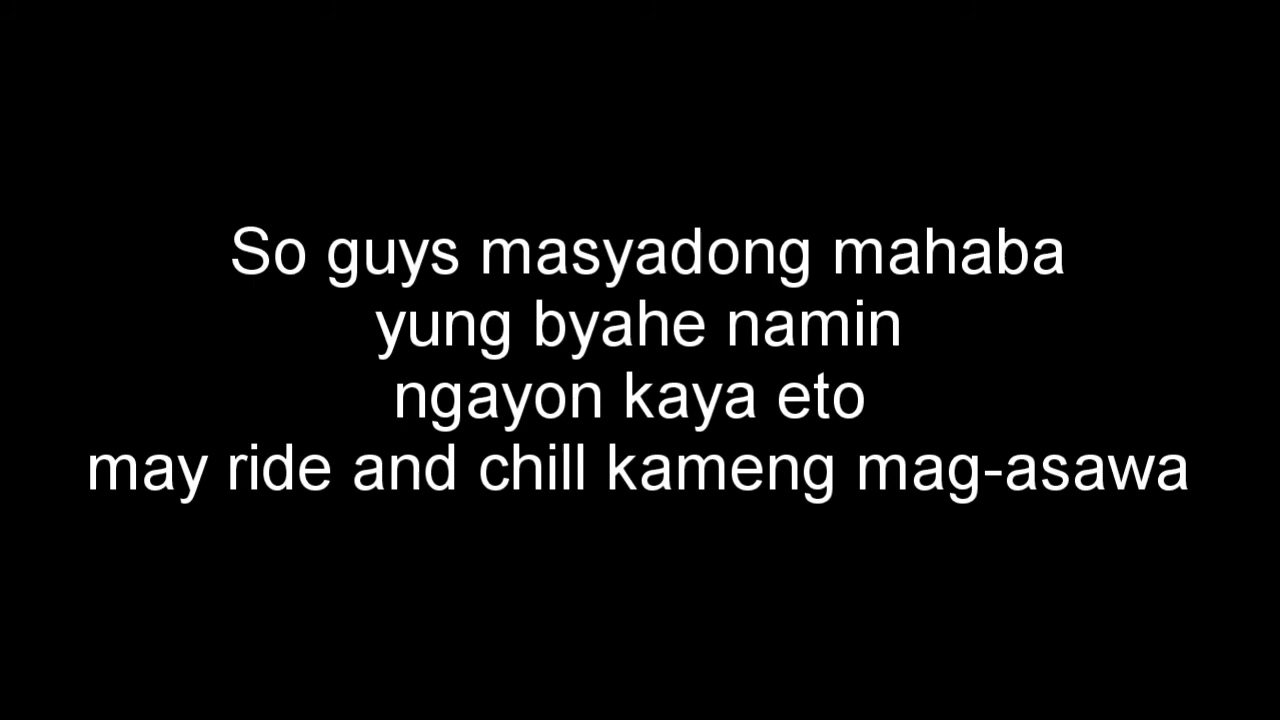 So guys masyadong mahaba
yung byahe namin
ngayon kaya eto
may ride and chill kameng mag-asawa